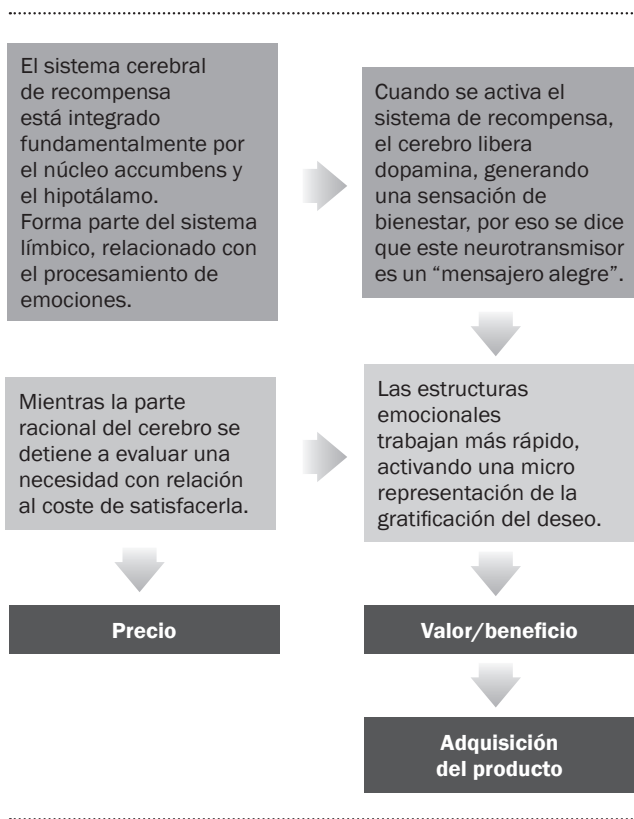 El sistema cerebral
de recompensa
está integrado
fundamentalmente por
el núcleo accumbens y
el hipotálamo.
Forma parte del sistema
límbico, relacionado con
el procesamiento de
emociones.
Cuando se activa el
sistema de recompensa,
el cerebro libera
dopamina, generando
una sensación de
bienestar, por eso se dice
que este neurotransmisor
es un “mensajero alegre”.
Mientras la parte
racional del cerebro se
detiene a evaluar una
necesidad con relación
al coste de satisfacerla.
Las estructuras
emocionales
trabajan más rápido,
activando una micro
representación de la
gratificación del deseo.
Precio
Valor/beneficio
Adquisición
del producto